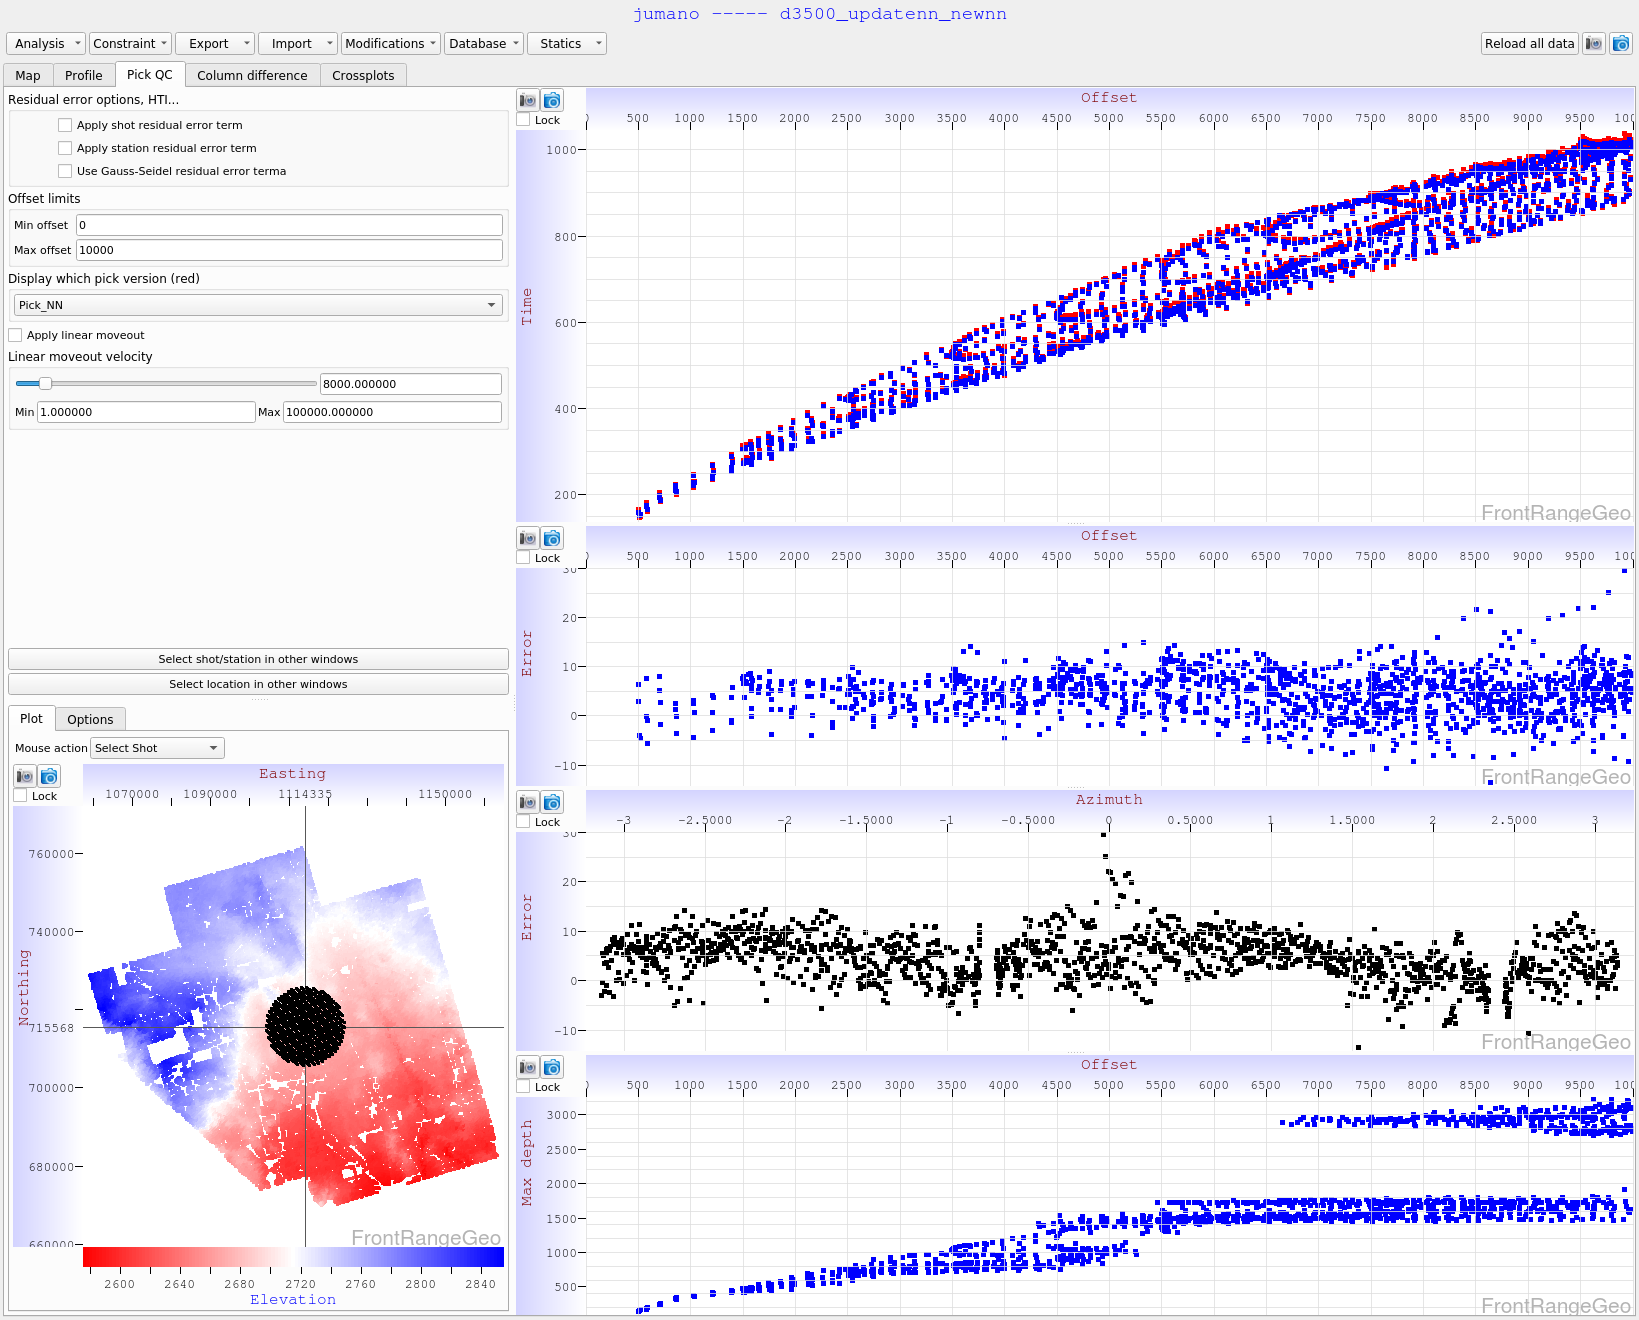 jumano ----- d3500_updatenn_newnn
Analysis Constraint Export Import Modifications Database Statics Reload all data
Map Profile Pick QC Column difference Crossplots
Residual error options, HTI...
Apply shot residual error term
Apply station residual error term
Use Gauss-Seidel residual error terma
Offset limits
Min offset 0
Max offset 10000
Display which pick version (red)
Pick_NN
Apply linear moveout
Linear moveout velocity
8000.000000
Min 1.000000 Max 100000.000000
Select shot/station in other windows
Select location in other windows
Plot Options
Mouse action Select Shot
Lock
Easting
1070000 1090000 1114335 1150000
Northing
760000
740000
715568
700000
680000
660000
FrontRangeGeo
2600 2640 2680 2720 2760 2800 2840
Elevation
Lock
Offset
0 500 1000 1500 2000 2500 3000 3500 4000 4500 5000 5500 6000 6500 7000 7500 8000 8500 9000 9500 100
Time
1000
800
600
400
200
FrontRangeGeo
Lock
Offset
0 500 1000 1500 2000 2500 3000 3500 4000 4500 5000 5500 6000 6500 7000 7500 8000 8500 9000 9500 100
Error
30
20
10
0
-10
FrontRangeGeo
Lock
Azimuth
-3 -2.5000 -2 -1.5000 -1 -0.5000 0 0.5000 1 1.5000 2 2.5000 3
Error
30
20
10
0
-10
FrontRangeGeo
Lock
Offset
0 500 1000 1500 2000 2500 3000 3500 4000 4500 5000 5500 6000 6500 7000 7500 8000 8500 9000 9500 100
Max depth
3000
2500
2000
1500
1000
500
FrontRangeGeo